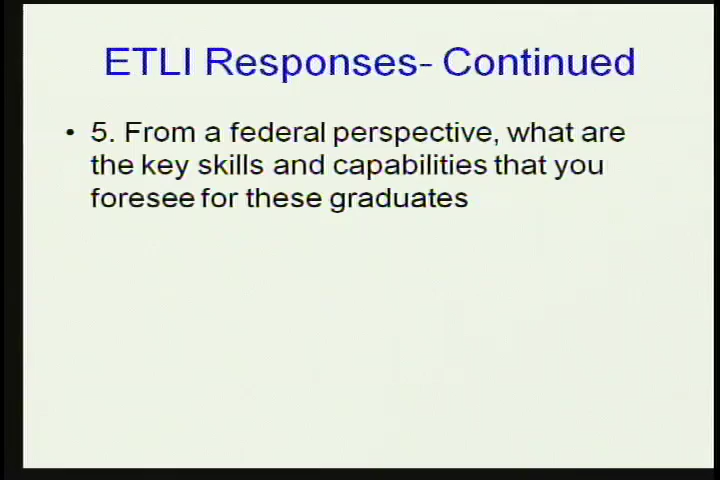 ETLI Responses- Continued
• 5. From a federal perspective, what are
the key skills and capabilities that you
foresee for these graduates